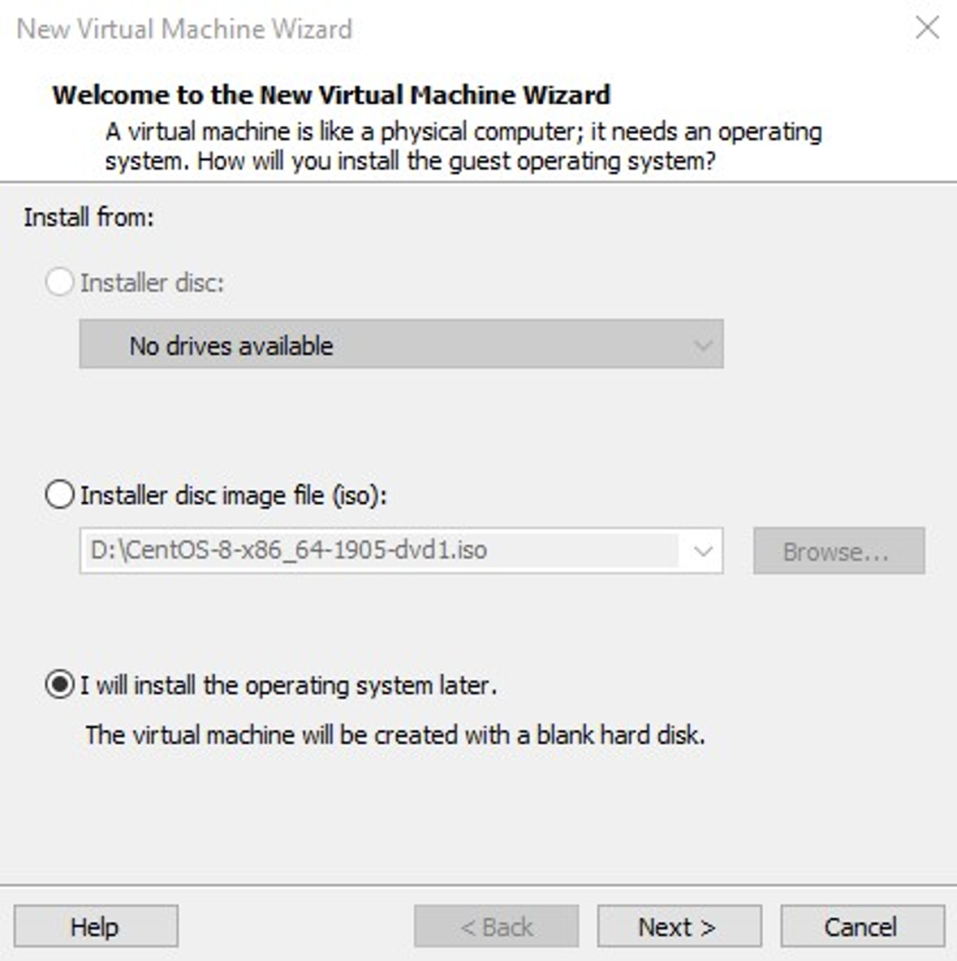 New Virtual Machine Wizard
Welcome to the New Virtual Machine Wizard
A virtual machine is like a physical computer; it needs an operating
system. How will you install the guest operating system?
Install from:
Installer disc:
No drives available
Installer disc image file (iso):
D:\CentOS-8-x86_64-1905-dvd1.iso
Browse...
I will install the operating system later.
The virtual machine will be created with a blank hard disk.
Help
< Back
Next >
Cancel